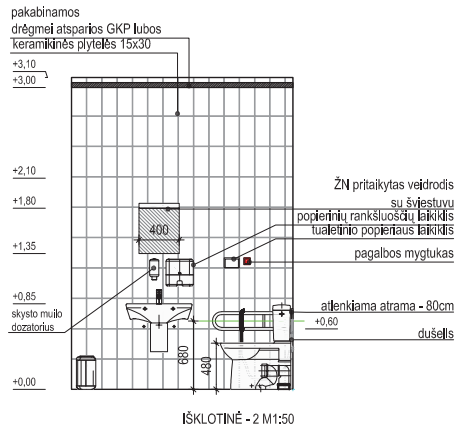 pakabinamos
drėgmei atsparios GKP lubos
keramikinės plytelės 15x30
+3,10
+3,00
+2,10
+1,80
ŽN pritaikytas veidrodis
su šviestuvu
popierinių rankšluosčių laikiklis
tualetinio popieriaus laikiklis
400
+1,35
pagalbos mygtukas
+0,85
skysto muilo
dozatorius
atlenkiama atrama - 80cm
+0,60
dušelis
680
480
+0,00
IŠKLOTINĖ - 2 M1:50